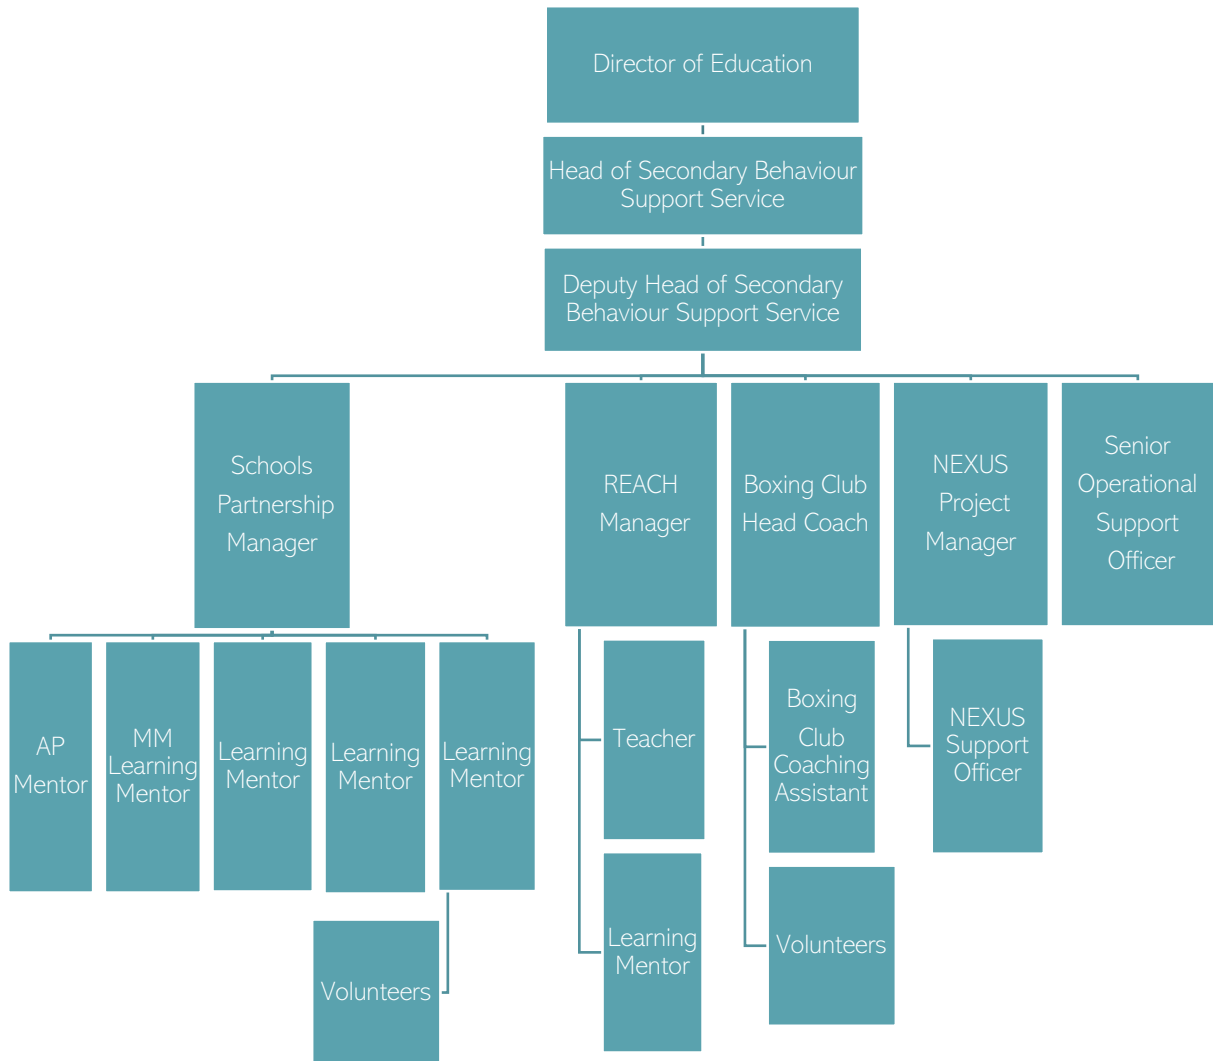 Director of Education
Head of Secondary Behaviour
Support Service
Deputy Head of Secondary
Behaviour Support Service
Schools
Partnership
Manager
REACH
Manager
Boxing Club
Head Coach
NEXUS
Project
Manager
Senior
Operational
Support
Officer
AP
Mentor
MM
Learning
Mentor
Learning
Mentor
Learning
Mentor
Learning
Mentor
Teacher
Boxing
Club
Coaching
Assistant
NEXUS
Support
Officer
Volunteers
Learning
Mentor
Volunteers